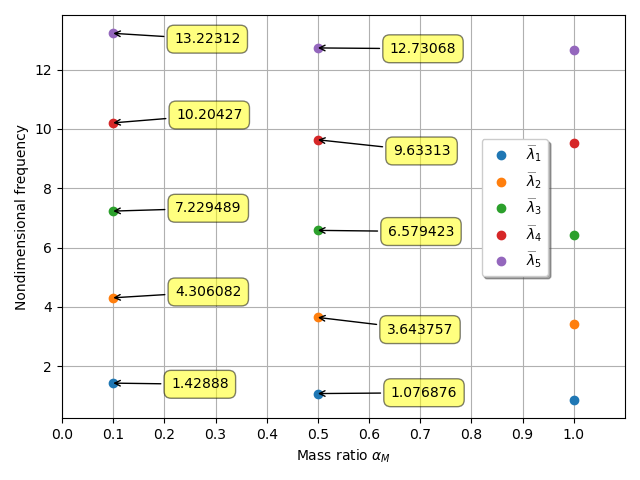 13.22312
12.73068
12
10.20427
10
9.63313
λ̅₁
λ̅₂
λ̅₃
λ̅₄
λ̅₅
8
7.229489
6.579423
6
4.306082
4
3.643757
2
1.42888
1.076876
Nondimensional frequency
0.0 0.1 0.2 0.3 0.4 0.5 0.6 0.7 0.8 0.9 1.0
Mass ratio α_M